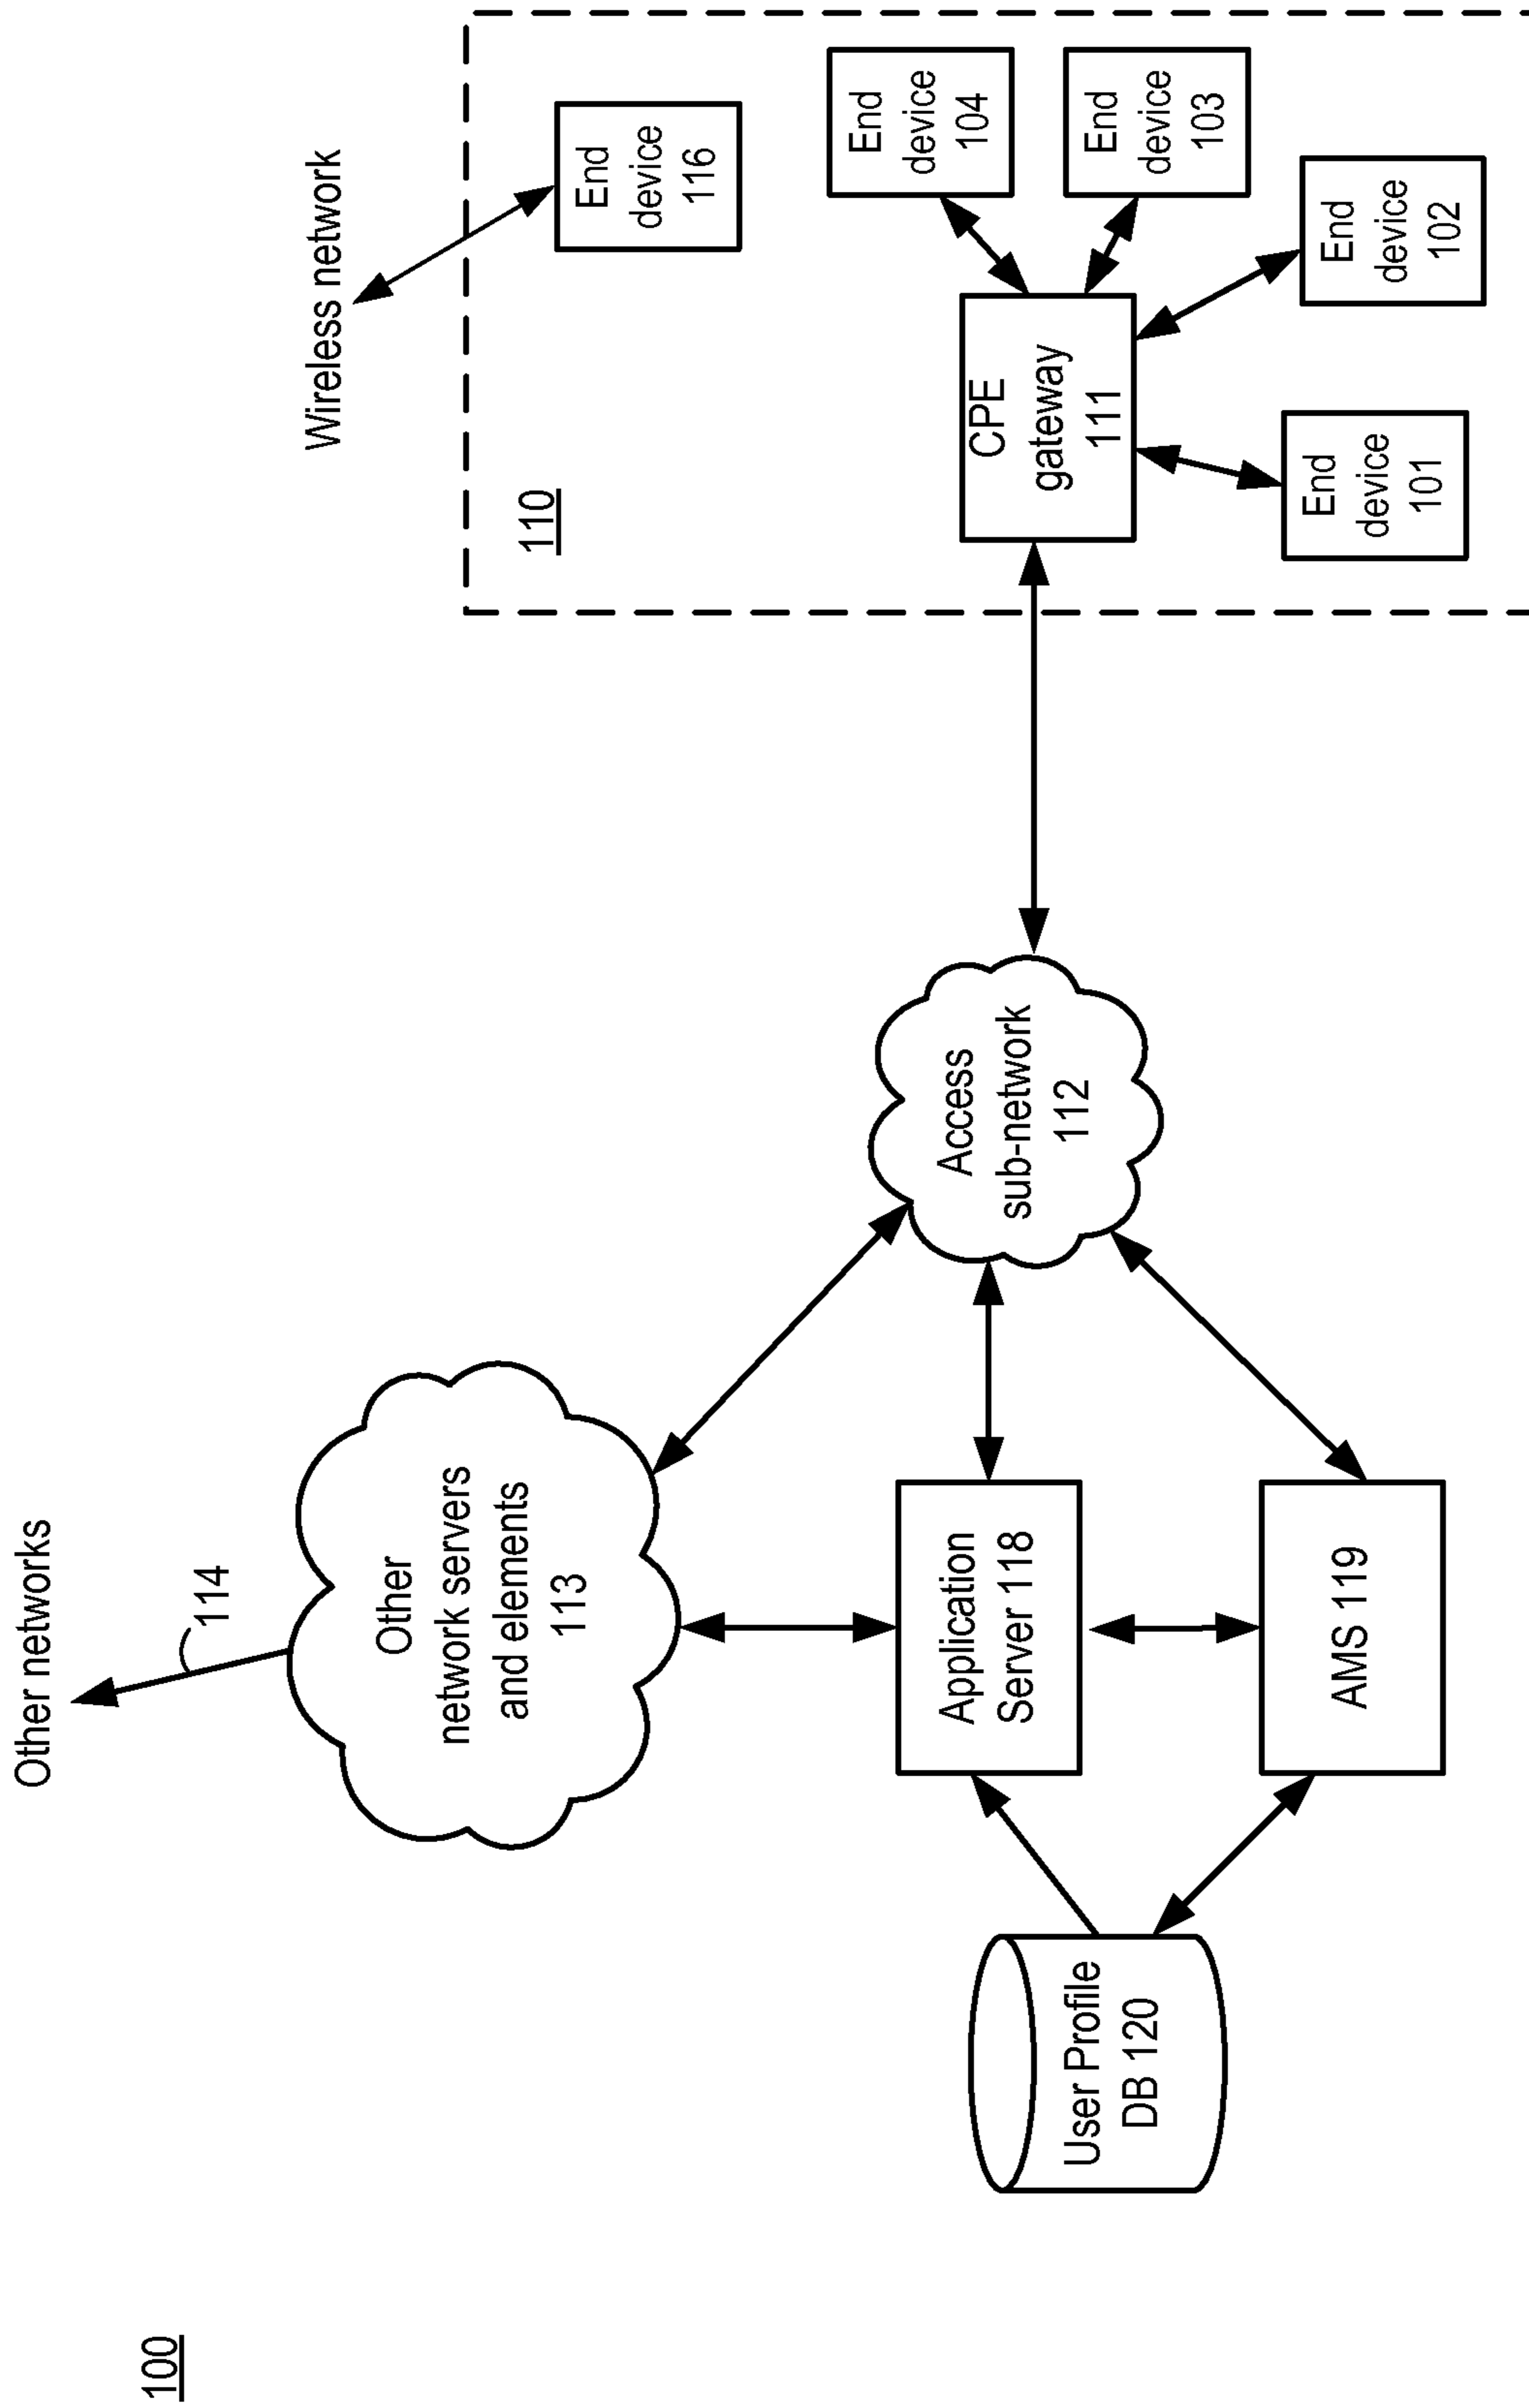 100
Other networks
114
Other
network servers
and elements
113
Wireless network
110
End
device
116
User Profile
DB 120
Application
Server 118
AMS 119
Access
sub-network
112
CPE
gateway
111
End
device
104
End
device
103
End
device
102
End
device
101